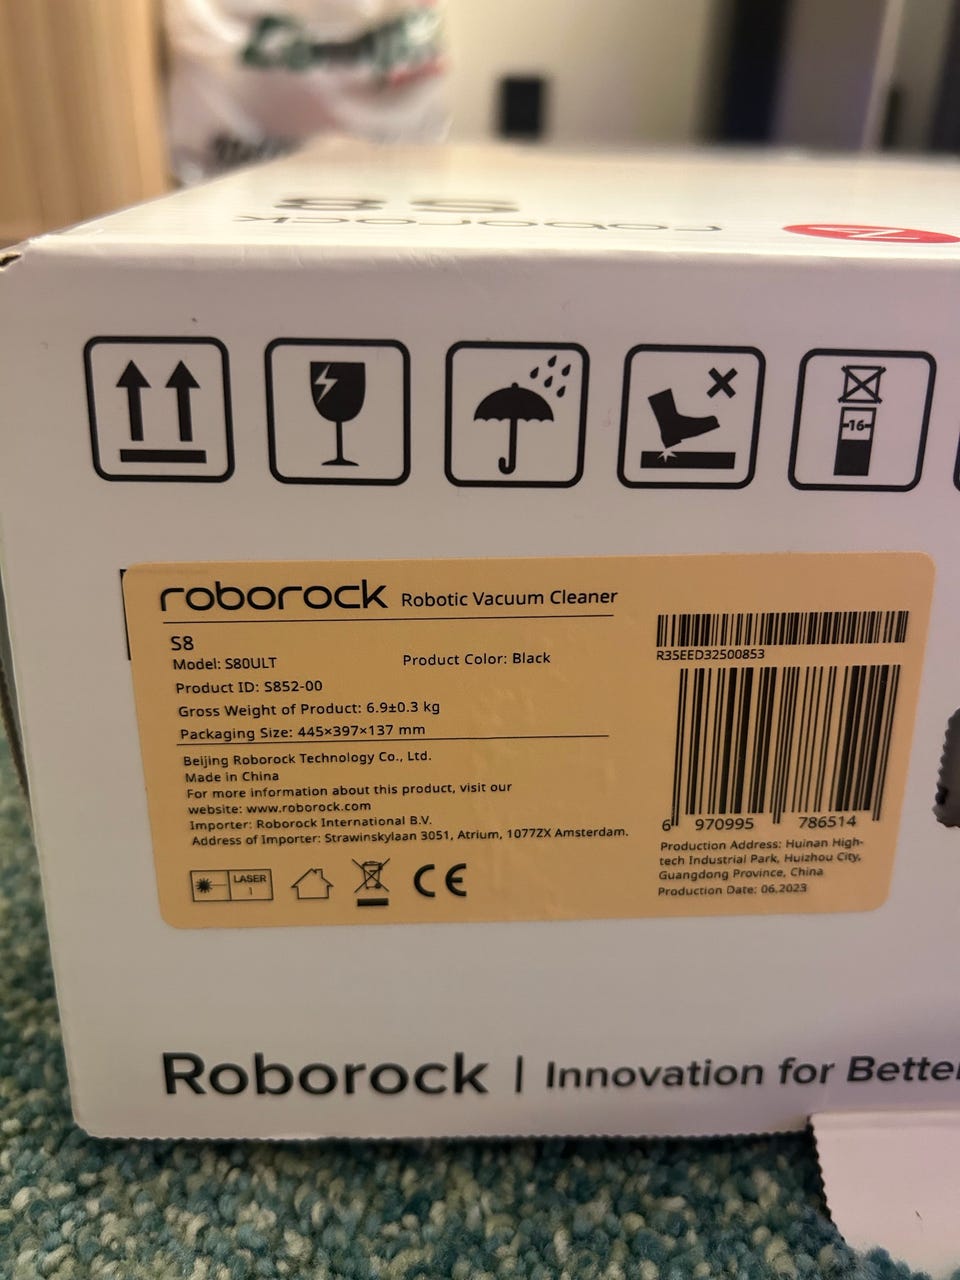 S8
roborock
-16-
roborock Robotic Vacuum Cleaner
S8
Model: S80ULT
Product Color: Black
Product ID: S852-00
Gross Weight of Product: 6.9±0.3 kg
Packaging Size: 445×397×137 mm
Beijing Roborock Technology Co., Ltd.
Made in China
For more information about this product, visit our
website: www.roborock.com
Importer: Roborock International B.V.
Address of Importer: Strawinskylaan 3051, Atrium, 1077ZX Amsterdam.
LASER
1
CE
R35EED32500853
6 970995 786514
Production Address: Huinan High-
tech Industrial Park, Huizhou City,
Guangdong Province, China
Production Date: 06.2023
Roborock | Innovation for Better